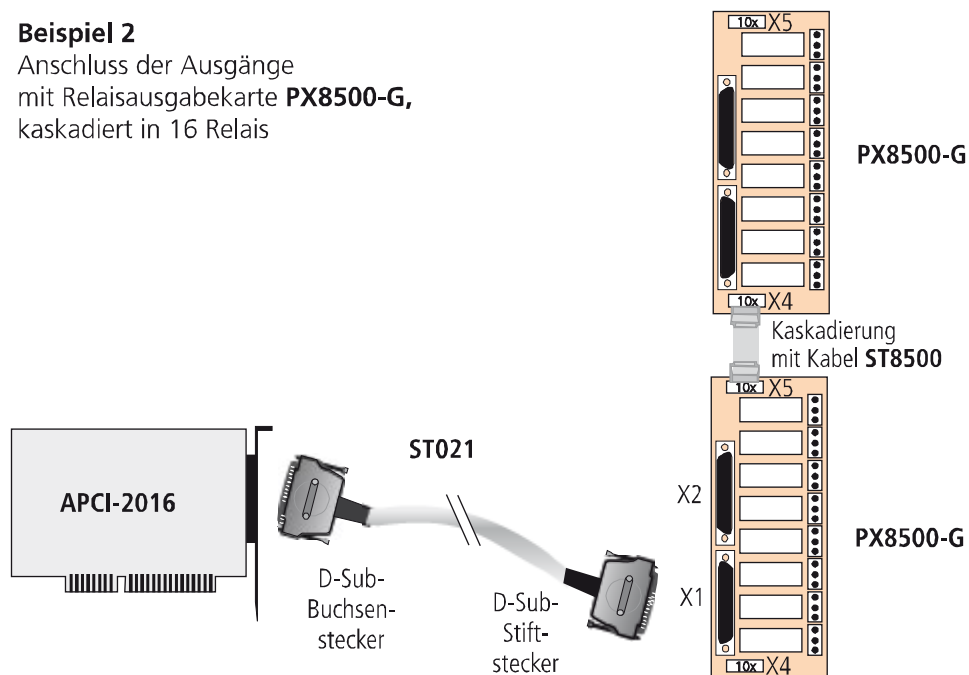 Beispiel 2
Anschluss der Ausgänge
mit Relaisausgabekarte PX8500-G,
kaskadiert in 16 Relais
10x X5
PX8500-G
10x X4
Kaskadierung
mit Kabel ST8500
10x X5
ST021
APCI-2016
X2
PX8500-G
X1
D-Sub-
Buchsen-
stecker
D-Sub-
Stift-
stecker
10x X4